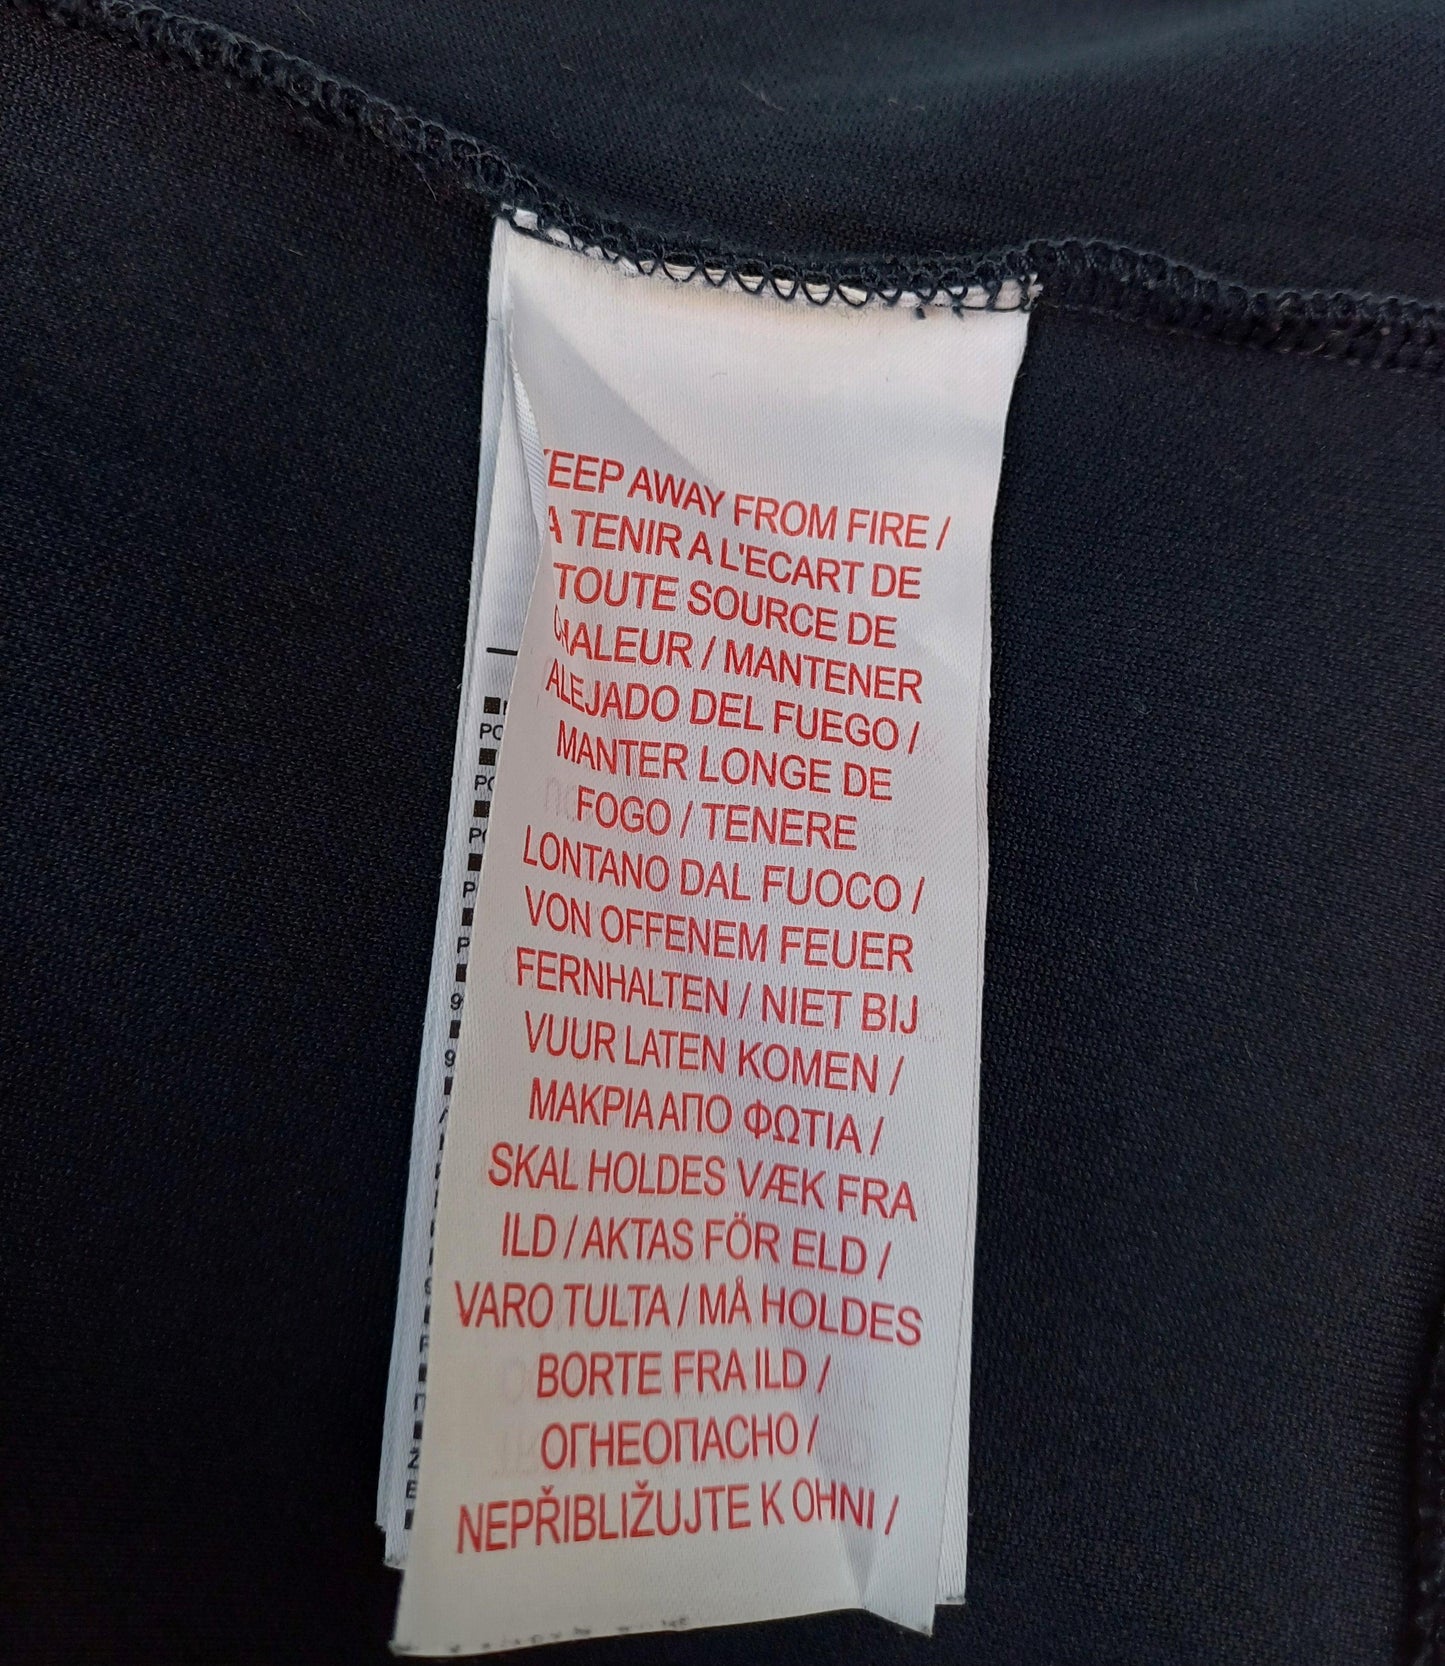 KEEP AWAY FROM FIRE /
A TENIR A L'ECART DE
TOUTE SOURCE DE
CHALEUR / MANTENER
ALEJADO DEL FUEGO /
MANTER LONGE DE
FOGO / TENERE
LONTANO DAL FUOCO /
VON OFFENEM FEUER
FERNHALTEN / NIET BIJ
VUUR LATEN KOMEN /
ΜΑΚΡΙΑ ΑΠΟ ΦΩΤΙΑ /
SKAL HOLDES VÆK FRA
ILD / AKTAS FÖR ELD /
VARO TULTA / MÅ HOLDES
BORTE FRA ILD /
ОГНЕОПАСНО /
NEPŘIBLIŽUJTE K OHNI /